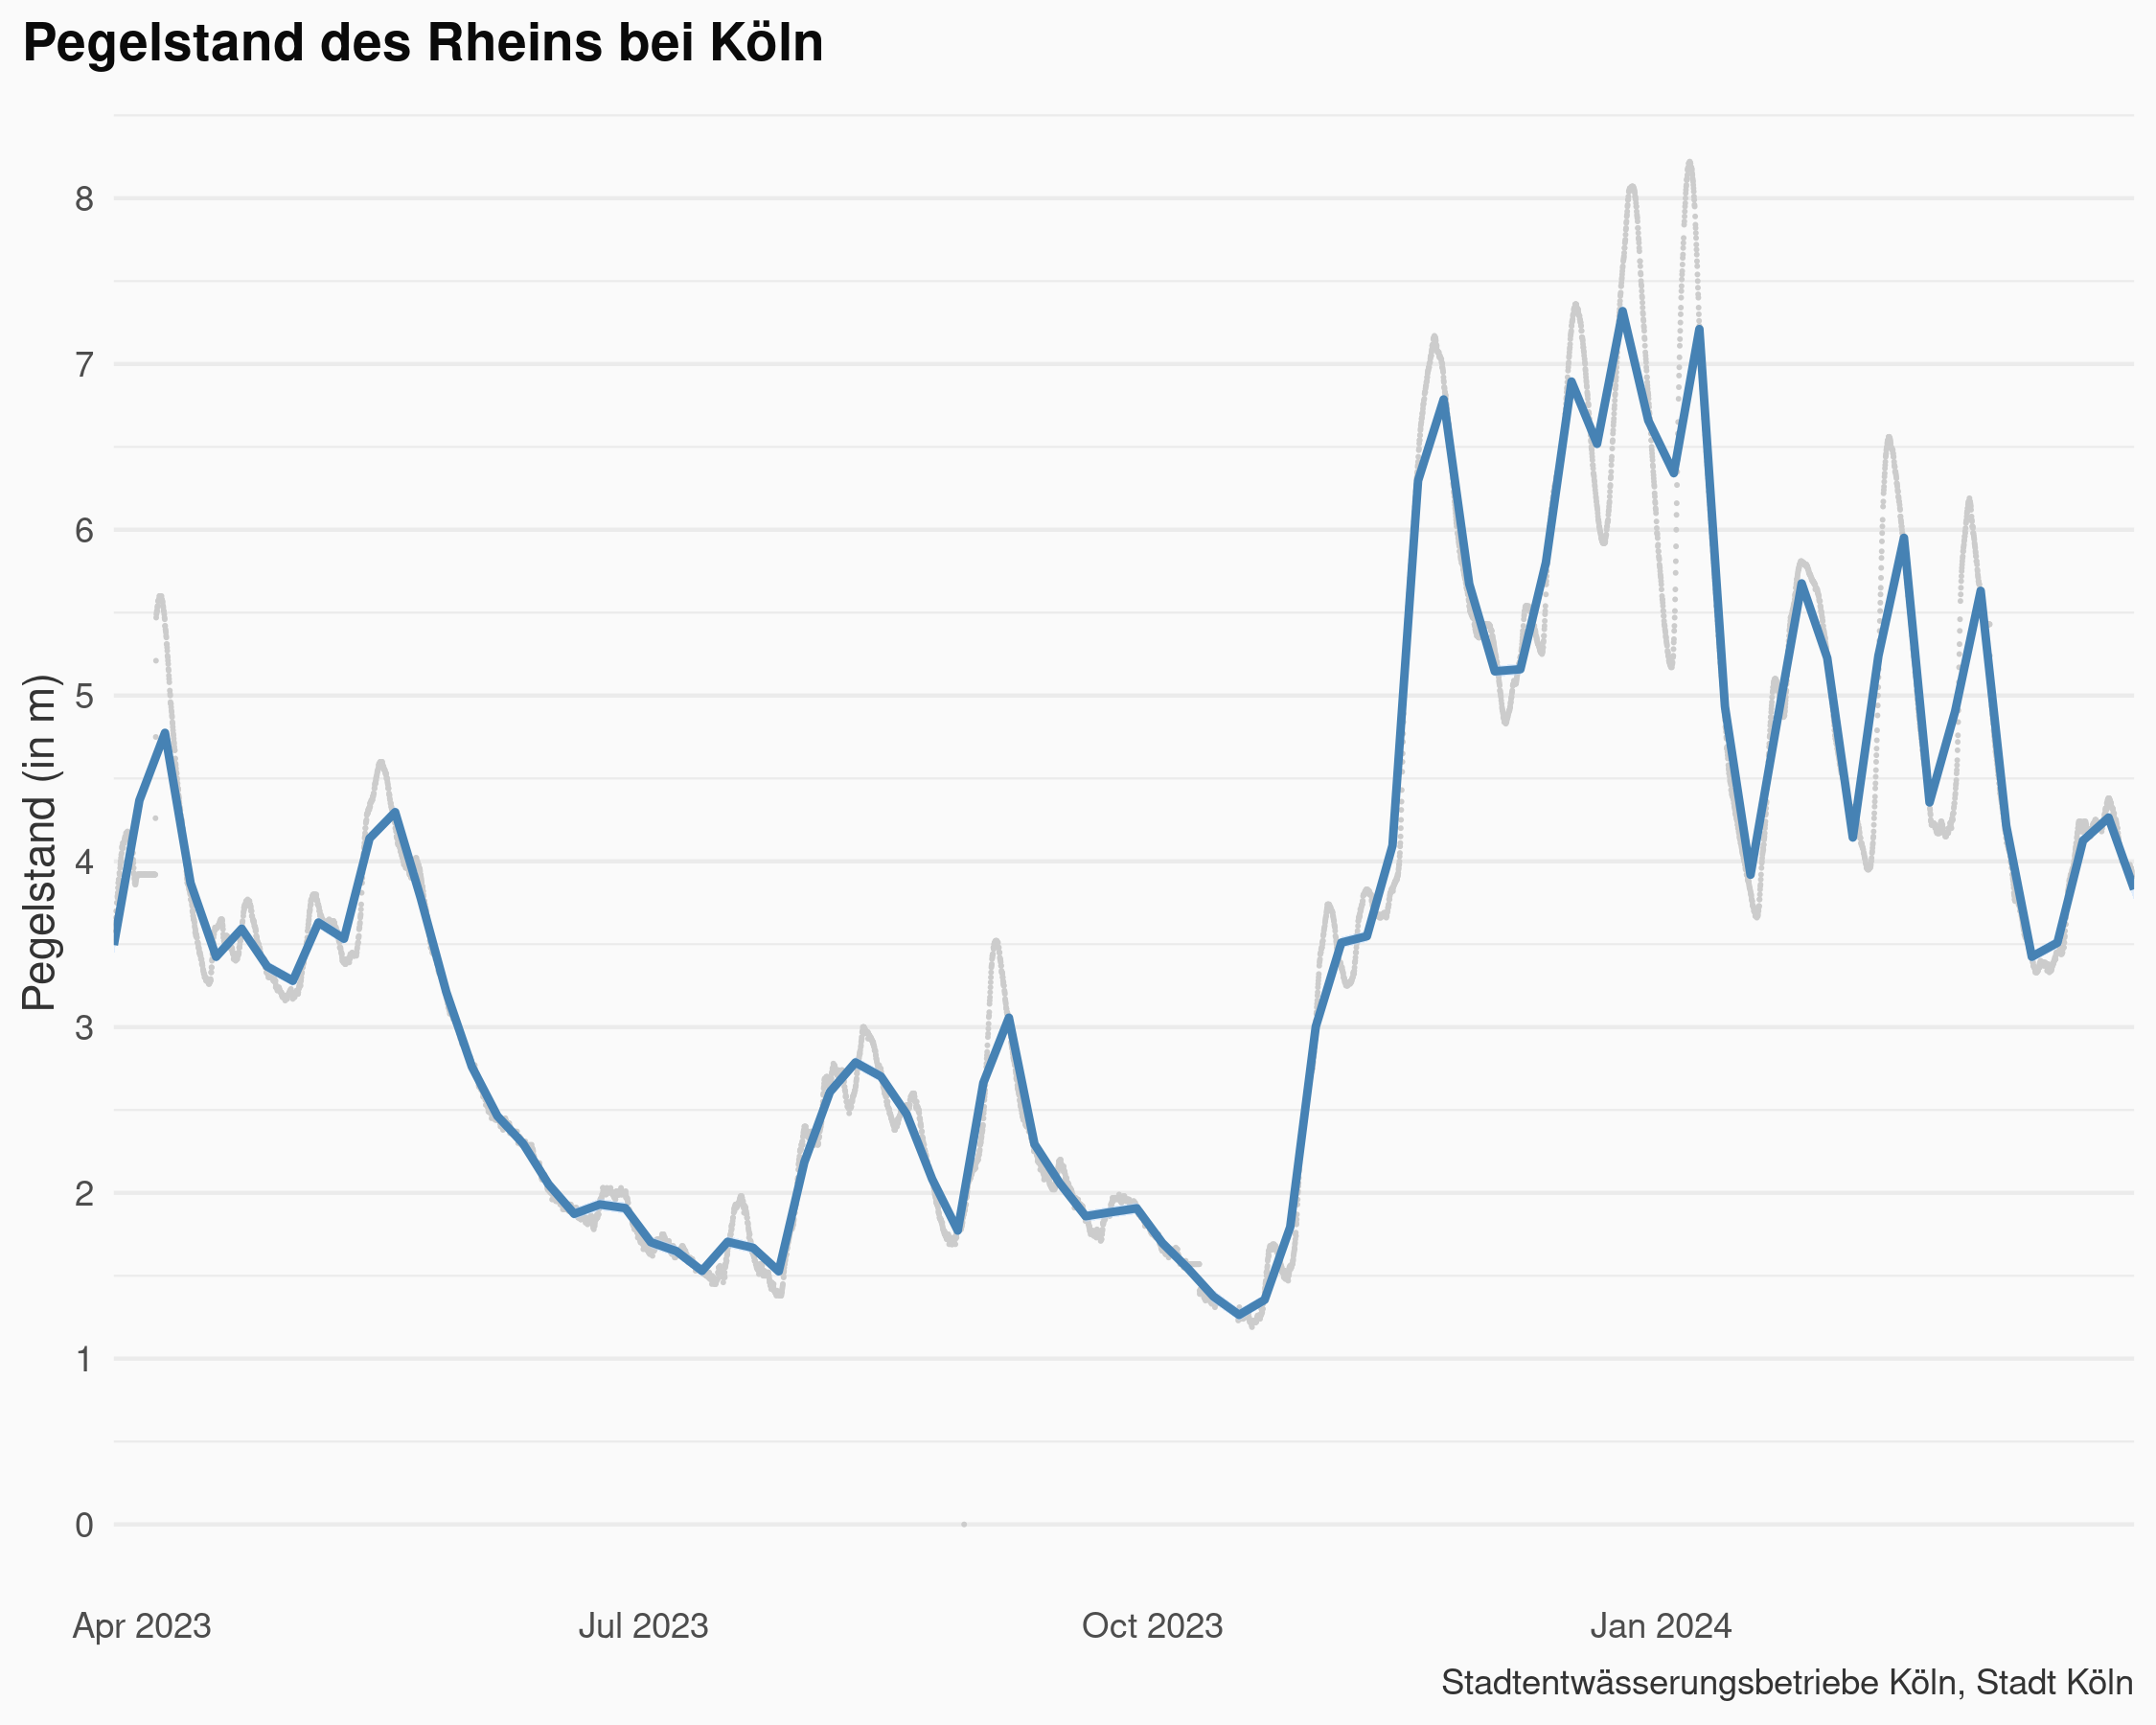 Pegelstand des Rheins bei Köln
Pegelstand (in m)
8
7
6
5
4
3
2
1
0
Apr 2023
Jul 2023
Oct 2023
Jan 2024
Stadtentwässerungsbetriebe Köln, Stadt Köln